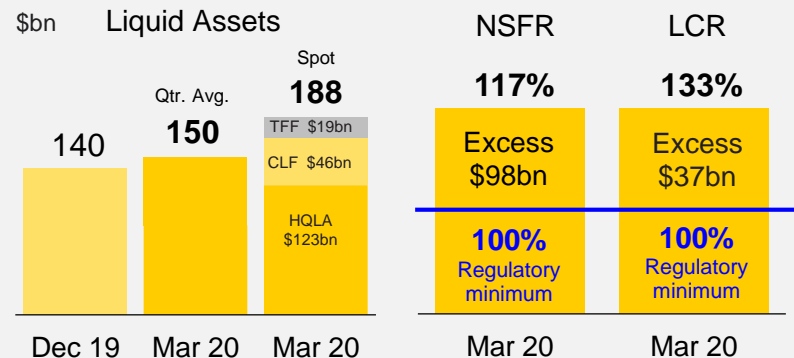 $bn Liquid Assets
Spot
188
Qtr. Avg.
150
140
TFF $19bn
CLF $46bn
HQLA
$123bn
Dec 19 Mar 20 Mar 20
NSFR LCR
117% 133%
Excess
$98bn
Excess
$37bn
100%
Regulatory
minimum
100%
Regulatory
minimum
Mar 20 Mar 20